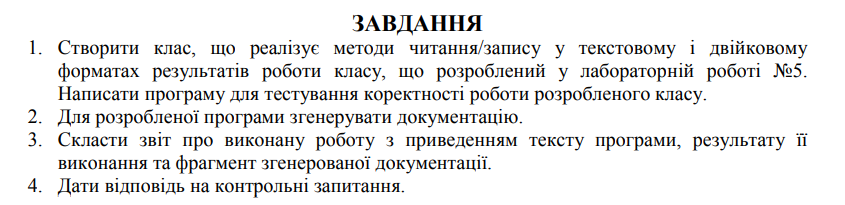 ЗАВДАННЯ
1. Створити клас, що реалізує методи читання/запису у текстовому і двійковому
форматах результатів роботи класу, що розроблений у лабораторній роботі №5.
Написати програму для тестування коректності роботи розробленого класу.
2. Для розробленої програми згенерувати документацію.
3. Скласти звіт про виконану роботу з приведенням тексту програми, результату її
виконання та фрагмент згенерованої документації.
4. Дати відповідь на контрольні запитання.